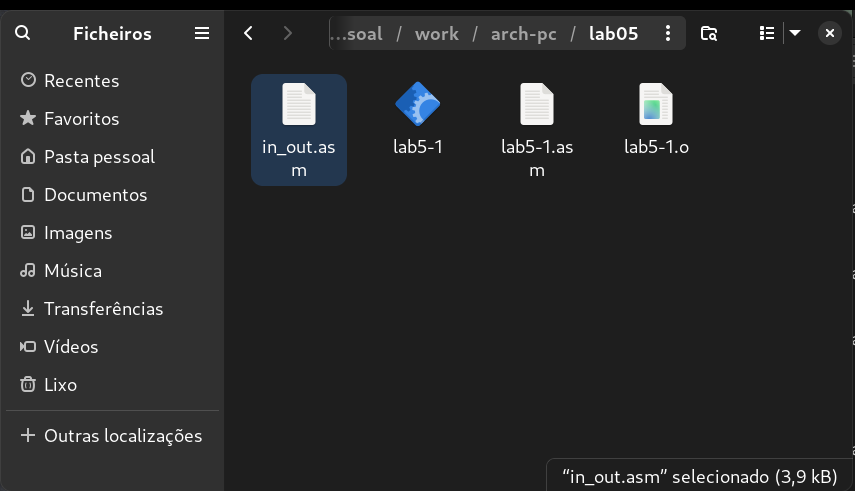 Ficheiros
…soal / work / arch-pc / lab05
Recentes
Favoritos
Pasta pessoal
Documentos
Imagens
Música
Transferências
Vídeos
Lixo
Outras localizações
in_out.as
m
lab5-1
lab5-1.as
m
lab5-1.o
“in_out.asm” selecionado (3,9 kB)